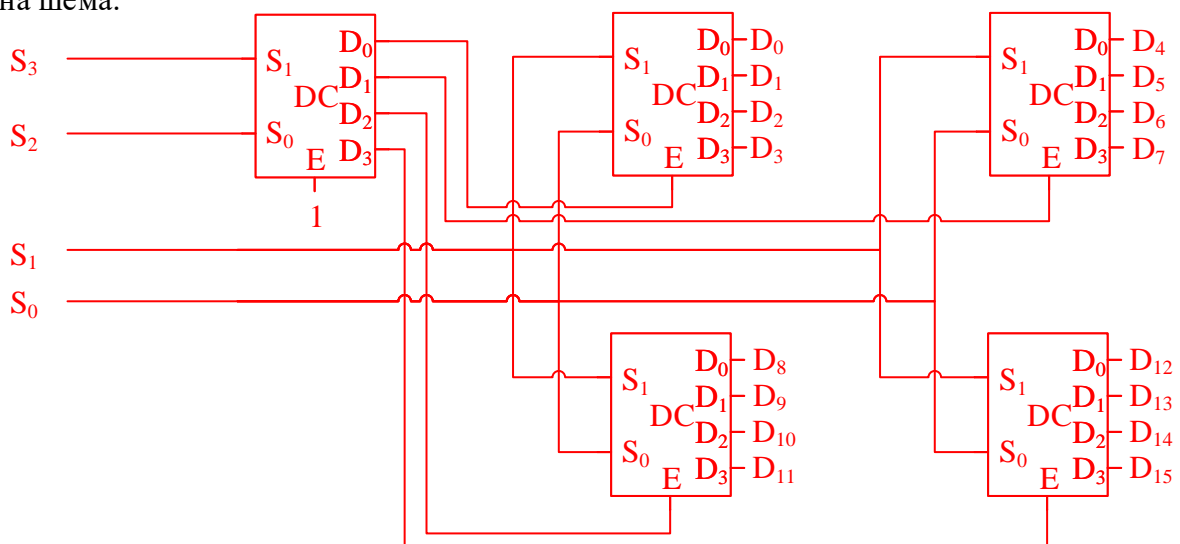 на шема.
S₃
S₂
S₁
S₀
S₁
S₀
DC
E
D₀
D₁
D₂
D₃
1
S₁
S₀
DC
E
D₀ D₀
D₁ D₁
D₂ D₂
D₃ D₃
S₁
S₀
DC
E
D₀ D₄
D₁ D₅
D₂ D₆
D₃ D₇
S₁
S₀
DC
E
D₀ D₈
D₁ D₉
D₂ D₁₀
D₃ D₁₁
S₁
S₀
DC
E
D₀ D₁₂
D₁ D₁₃
D₂ D₁₄
D₃ D₁₅